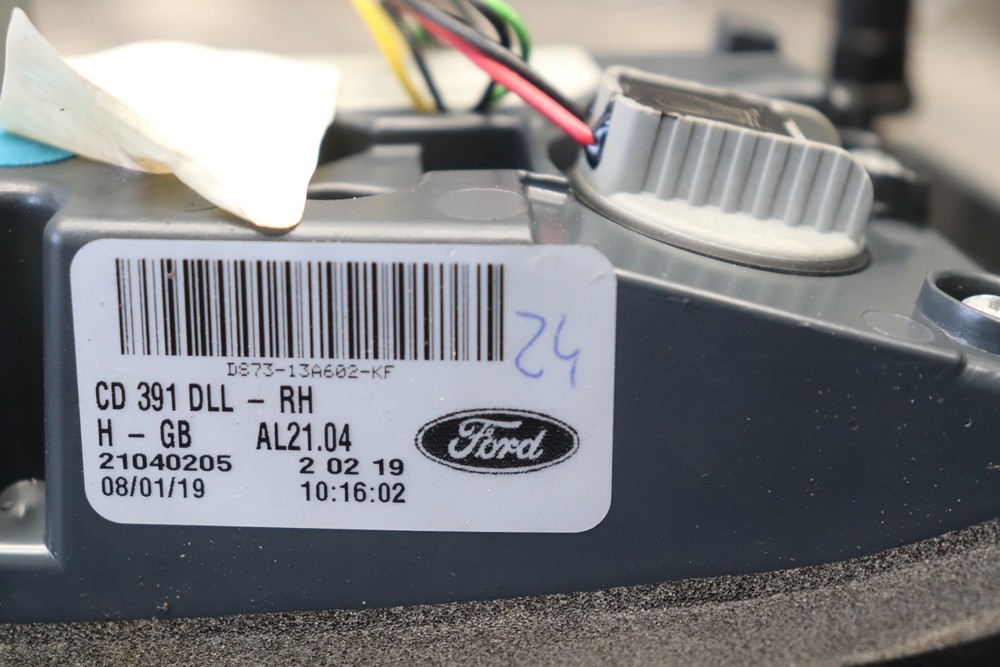 24
DS73-13A602-KF
CD 391 DLL - RH
H - GB AL21.04
Ford
21040205 2 02 19
08/01/19 10:16:02